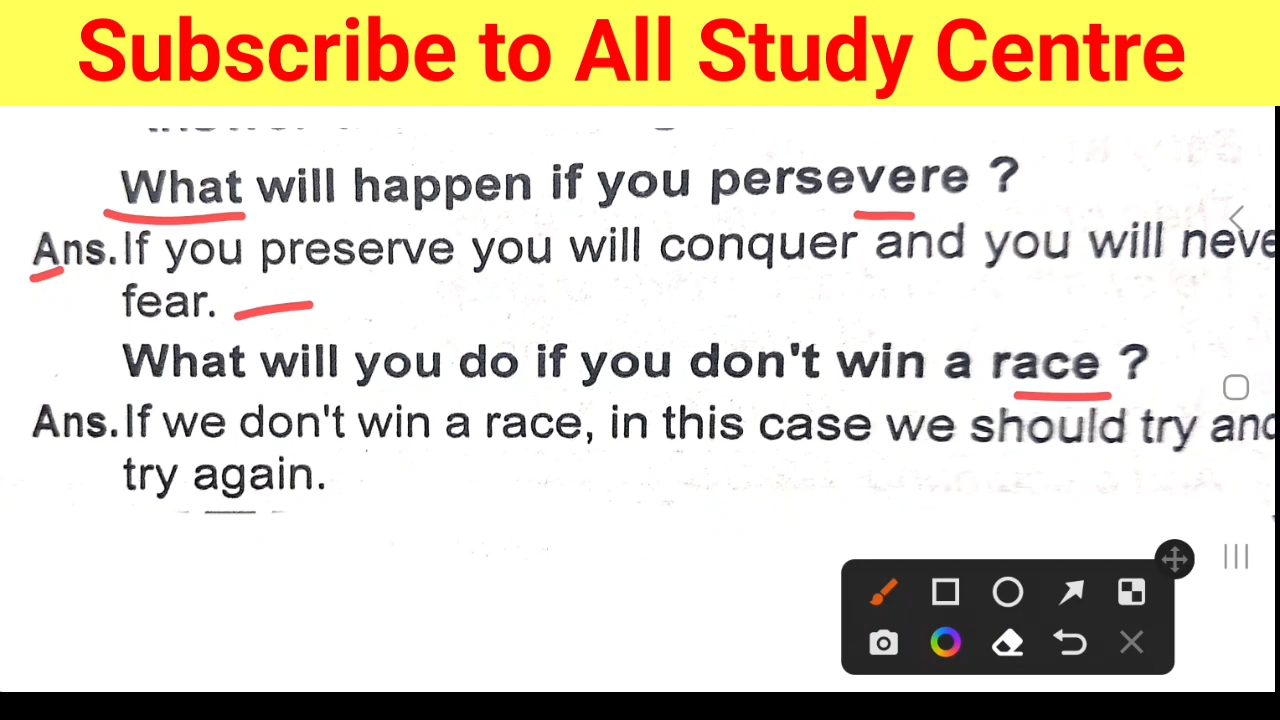 Subscribe to All Study Centre
What will happen if you persevere ?
Ans. If you preserve you will conquer and you will neve
fear.
What will you do if you don't win a race ?
Ans. If we don't win a race, in this case we should try and
try again.